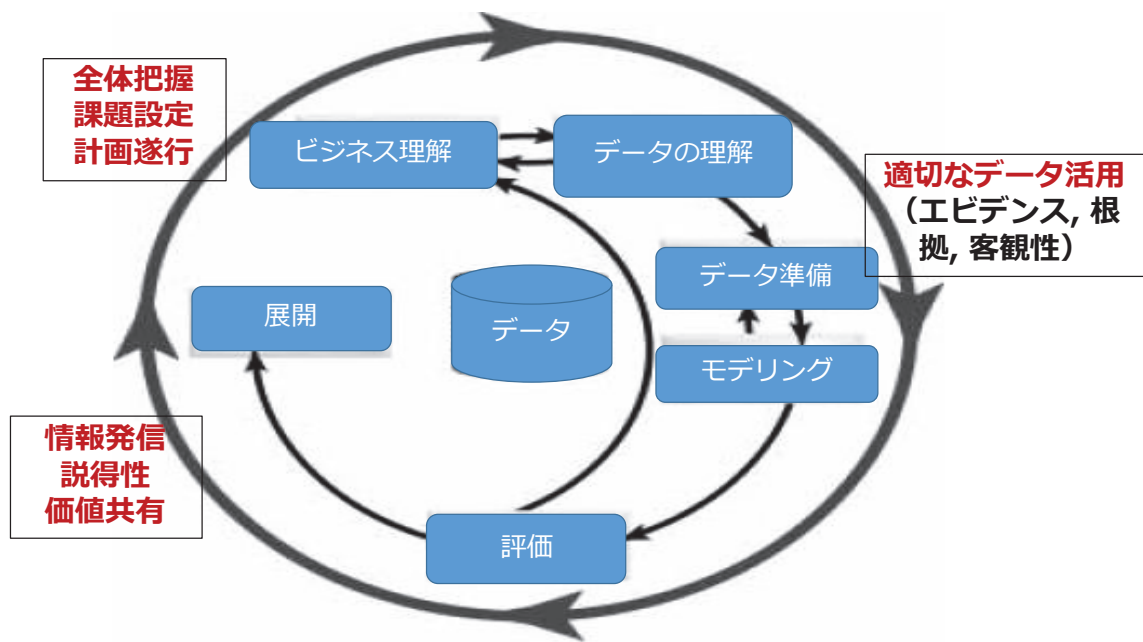 全体把握
課題設定
計画遂行
ビジネス理解
データの理解
適切なデータ活用
（エビデンス, 根
拠, 客観性）
データ準備
展開
データ
モデリング
情報発信
説得性
価値共有
評価